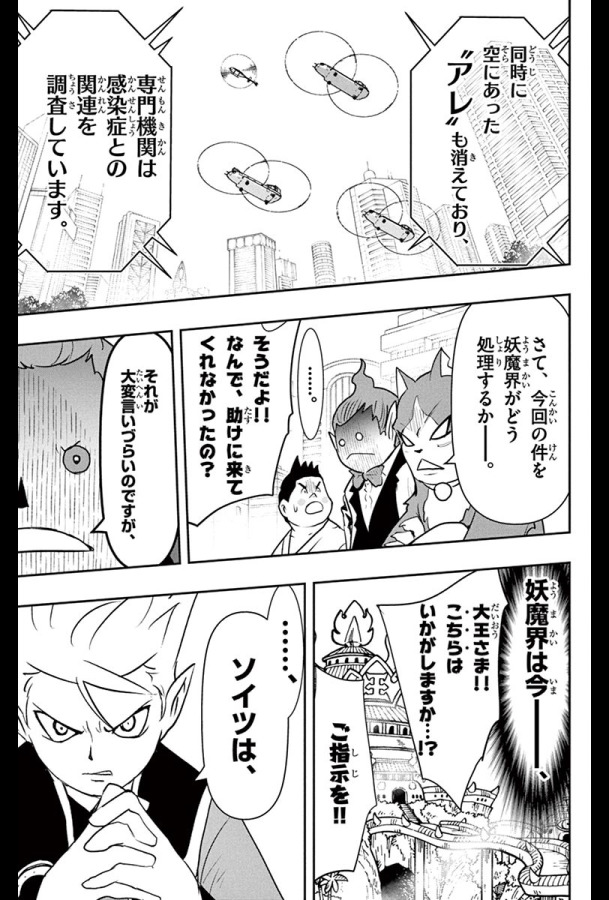 同時に
空にあった
〝アレ〟も消えており、
専門機関は
感染症との
関連を
調査しています。
さて、今回の件を
妖魔界がどう
処理するか――。
……。
そうだよ!!
なんで、助けに来て
くれなかったの？
それが
大変言いづらいのですが、
妖魔界は今――、
大王さま!!
こちらは
いかがしますか…!?
ご指示を!!
……、
ソイツは、